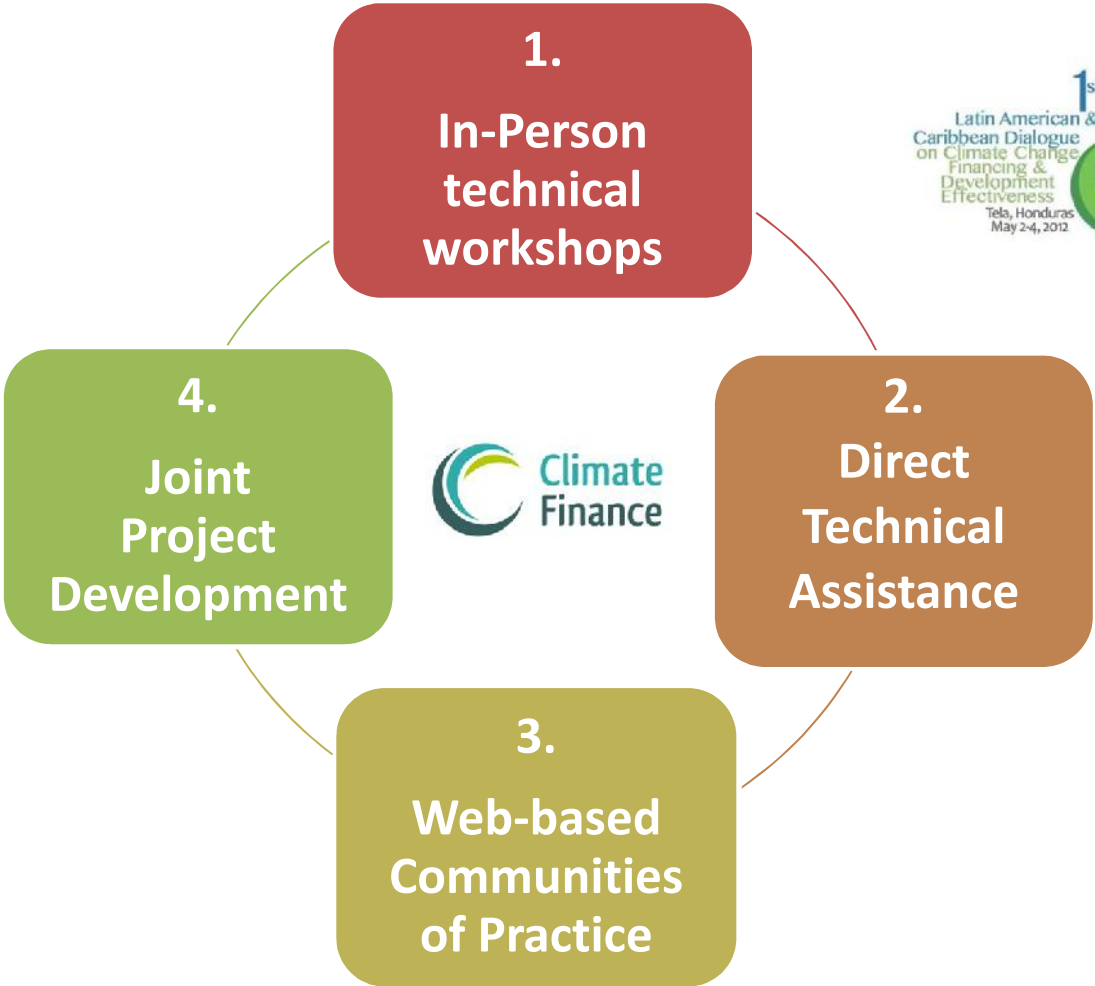 1.
In-Person
technical
workshops
1s
Latin American &
Caribbean Dialogue
on Climate Change
Financing &
Development
Effectiveness
Tela, Honduras
May 2-4, 2012
2.
Direct
Technical
Assistance
3.
Web-based
Communities
of Practice
4.
Joint
Project
Development
Climate
Finance